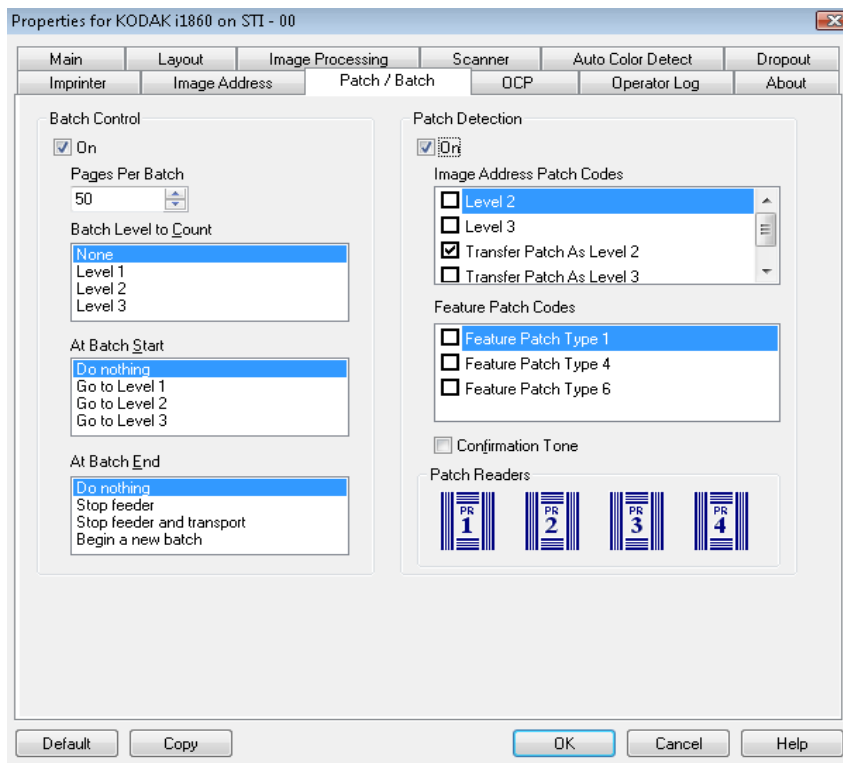 Properties for KODAK i1860 on STI - 00
Main Layout Image Processing Scanner Auto Color Detect Dropout
Imprinter Image Address Patch / Batch OCP Operator Log About
Batch Control
On
Pages Per Batch
50
Batch Level to Count
None
Level 1
Level 2
Level 3
At Batch Start
Do nothing
Go to Level 1
Go to Level 2
Go to Level 3
At Batch End
Do nothing
Stop feeder
Stop feeder and transport
Begin a new batch
Patch Detection
On
Image Address Patch Codes
Level 2
Level 3
Transfer Patch As Level 2
Transfer Patch As Level 3
Feature Patch Codes
Feature Patch Type 1
Feature Patch Type 4
Feature Patch Type 6
Confirmation Tone
Patch Readers
PR PR PR PR
1 2 3 4
Default Copy OK Cancel Help